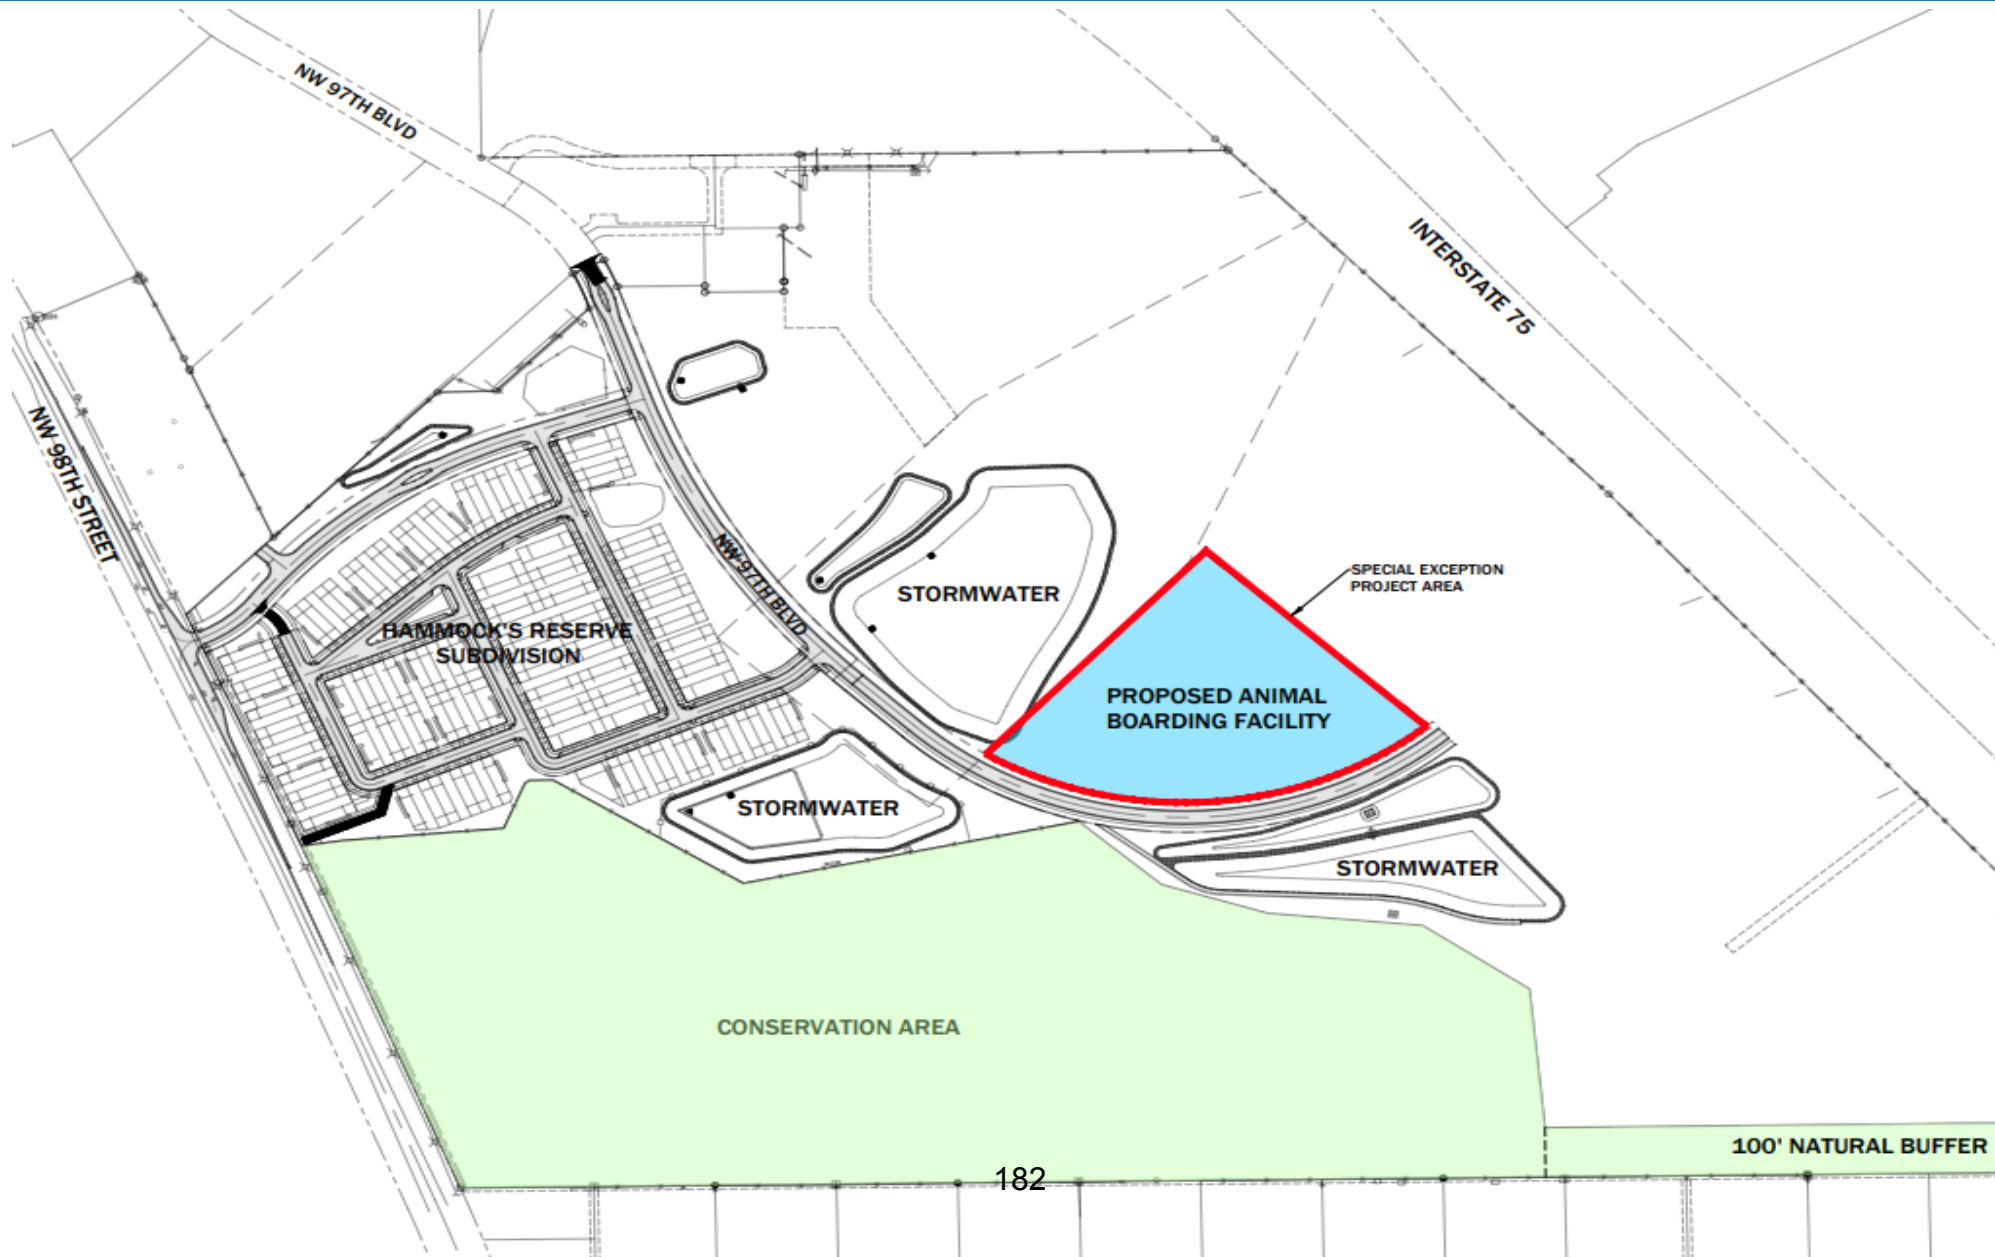 NW 97TH BLVD
INTERSTATE 75
NW 98TH STREET
NW 97TH BLVD
SPECIAL EXCEPTION
PROJECT AREA
STORMWATER
HAMMOCK'S RESERVE
SUBDIVISION
PROPOSED ANIMAL
BOARDING FACILITY
STORMWATER
STORMWATER
CONSERVATION AREA
100' NATURAL BUFFER
182